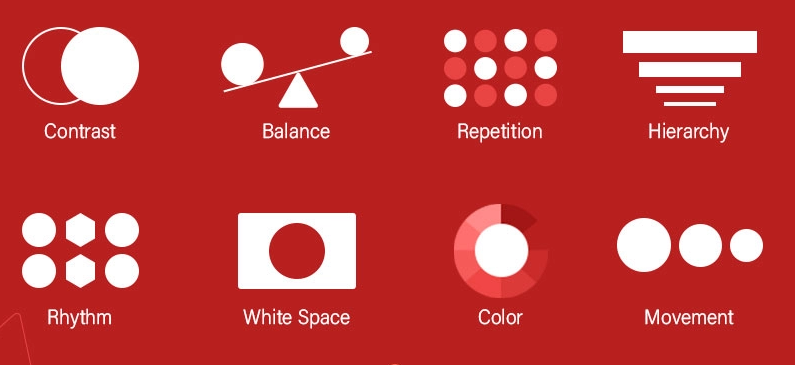 Contrast
Balance
Repetition
Hierarchy
Rhythm
White Space
Color
Movement